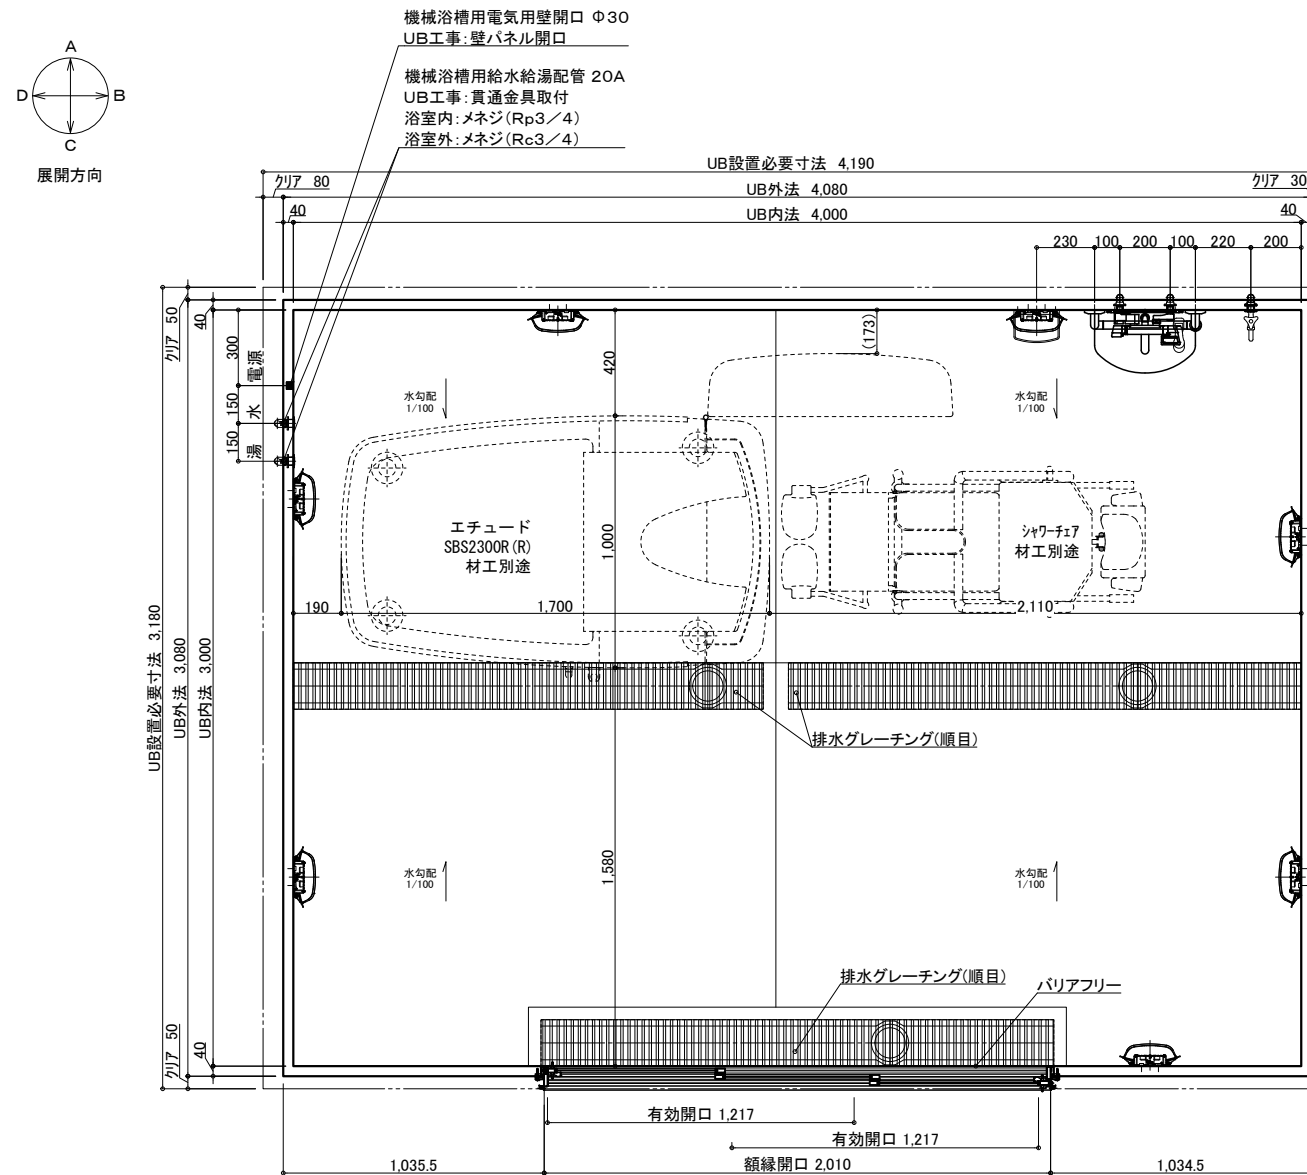 機械浴槽用電気用壁開口 Φ30
UB工事:壁パネル開口
機械浴槽用給水給湯配管 20A
UB工事:貫通金具取付
浴室内:メネジ(Rp3/4)
浴室外:メネジ(Rc3/4)
A
D
B
C
展開方向
UB設置必要寸法 4,190
クリア 80
UB外法 4,080
クリア 30
40
UB内法 4,000
40
230
100
200
100
220
200
クリア 50
40
300
電源
150
水
150
湯
420
(173)
水勾配
1/100
水勾配
1/100
エチュード
SBS2300R(R)
材工別途
1,000
シャワーチェア
材工別途
190
1,700
2,110
UB設置必要寸法 3,180
UB外法 3,080
UB内法 3,000
排水グレーチング(順目)
水勾配
1/100
1,580
水勾配
1/100
排水グレーチング(順目)
バリアフリー
クリア 50
40
有効開口 1,217
有効開口 1,217
1,035.5
額縁開口 2,010
1,034.5